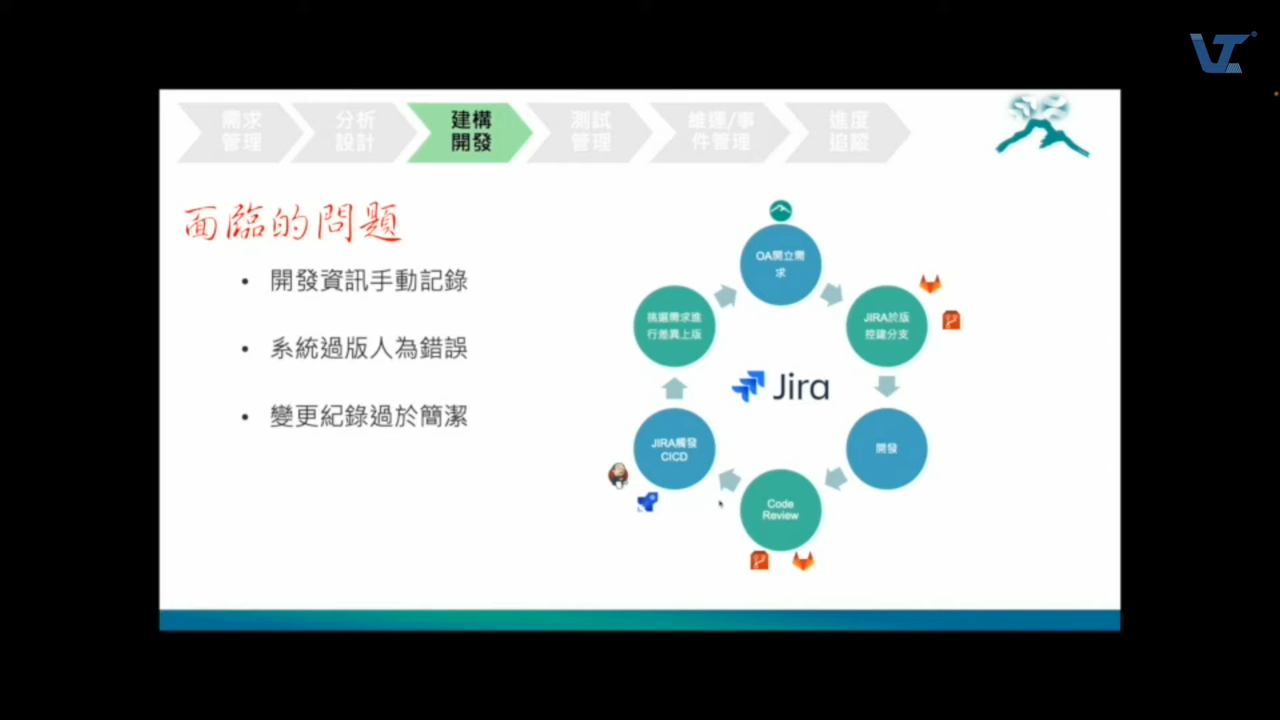 需求
管理
分析
設計
建構
開發
測試
管理
維運/事
件管理
進度
追蹤
面臨的問題
• 開發資訊手動記錄
• 系統過版人為錯誤
• 變更紀錄過於簡潔
OA開立需
求
JIRA於版
控建分支
開發
Code
Review
JIRA觸發
CICD
挑選需求進
行差異上版
Jira